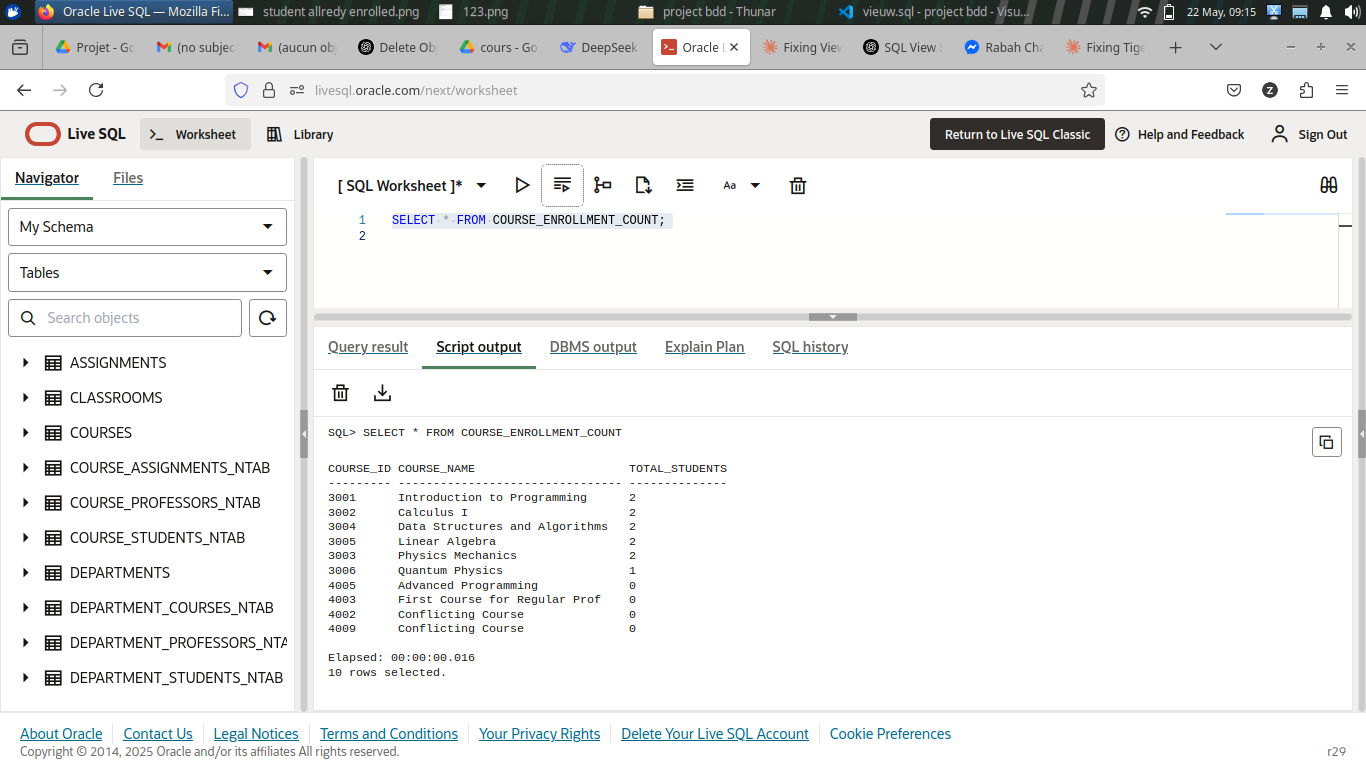 Oracle Live SQL — Mozilla Fi...
student allredy enrolled.png
123.png
project bdd - Thunar
vieuw.sql - project bdd - Visu...
22 May, 09:15
Projet - Go
(no subjec
(aucun obj
Delete Obj
cours - Go
DeepSeek
Oracle L
Fixing View
SQL View S
Rabah Cha
Fixing Tige
livesql.oracle.com/next/worksheet
Z
Live SQL
Worksheet
Library
Return to Live SQL Classic
Help and Feedback
Sign Out
Navigator
Files
[ SQL Worksheet ]*
Aa
My Schema
Tables
Search objects
ASSIGNMENTS
CLASSROOMS
COURSES
COURSE_ASSIGNMENTS_NTAB
COURSE_PROFESSORS_NTAB
COURSE_STUDENTS_NTAB
DEPARTMENTS
DEPARTMENT_COURSES_NTAB
DEPARTMENT_PROFESSORS_NTA
DEPARTMENT_STUDENTS_NTAB
1 SELECT * FROM COURSE_ENROLLMENT_COUNT;
2
Query result
Script output
DBMS output
Explain Plan
SQL history
SQL> SELECT * FROM COURSE_ENROLLMENT_COUNT
COURSE_ID COURSE_NAME TOTAL_STUDENTS
--------- -------------------------------- --------------
3001 Introduction to Programming 2
3002 Calculus I 2
3004 Data Structures and Algorithms 2
3005 Linear Algebra 2
3003 Physics Mechanics 2
3006 Quantum Physics 1
4005 Advanced Programming 0
4003 First Course for Regular Prof 0
4002 Conflicting Course 0
4009 Conflicting Course 0
Elapsed: 00:00:00.016
10 rows selected.
About Oracle
Contact Us
Legal Notices
Terms and Conditions
Your Privacy Rights
Delete Your Live SQL Account
Cookie Preferences
Copyright © 2014, 2025 Oracle and/or its affiliates All rights reserved.
r29